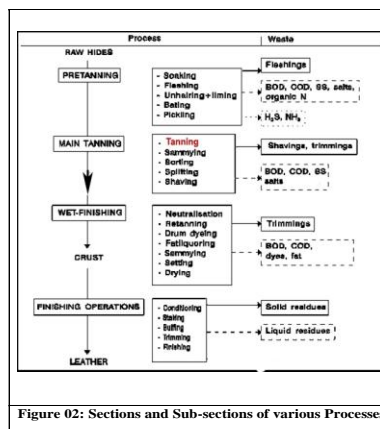 Process Waste
RAW HIDES
PRETANNING
- Soaking
- Fleshing
- Unhairing+liming
- Bating
- Pickling
Fleshings
BOD, COD, SS, salts,
organic N
H₂S, NH₃
MAIN TANNING
- Tanning
- Sammying
- Sorting
- Splitting
- Shaving
Shavings, trimmings
BOD, COD, SS
salts
WET-FINISHING
- Neutralisation
- Retanning
- Drum dyeing
- Fatliquoring
- Sammying
- Setting
- Drying
Trimmings
BOD, COD,
dyes, fat
CRUST
FINISHING OPERATIONS
- Conditioning
- Staking
- Buffing
- Trimming
- Finishing
Solid residues
Liquid residues
LEATHER
Figure 02: Sections and Sub-sections of various Processes